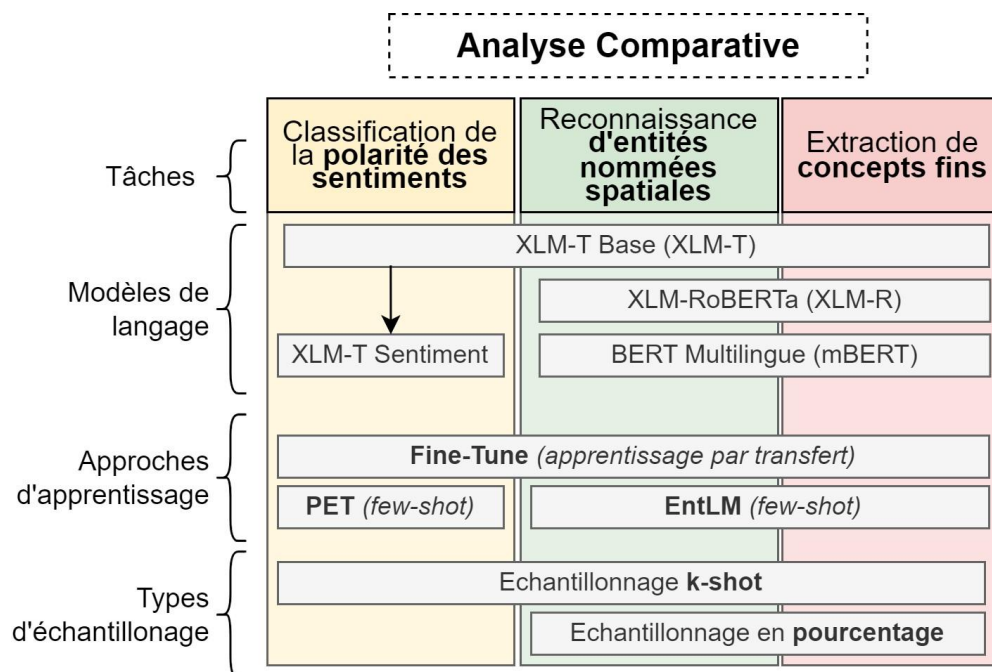 Analyse Comparative
Tâches
Classification de
la polarité des
sentiments
Reconnaissance
d'entités
nommées
spatiales
Extraction de
concepts fins
Modèles de
langage
XLM-T Base (XLM-T)
XLM-RoBERTa (XLM-R)
XLM-T Sentiment
BERT Multilingue (mBERT)
Approches
d'apprentissage
Fine-Tune (apprentissage par transfert)
PET (few-shot)
EntLM (few-shot)
Types
d'échantillonage
Echantillonnage k-shot
Echantillonnage en pourcentage